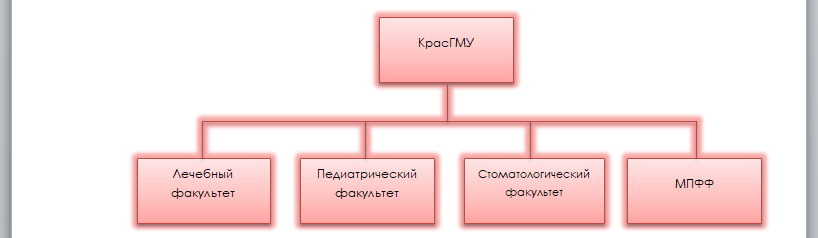 КрасГМУ
Лечебный
факультет
Педиатрический
факультет
Стоматологический
факультет
МПФФ